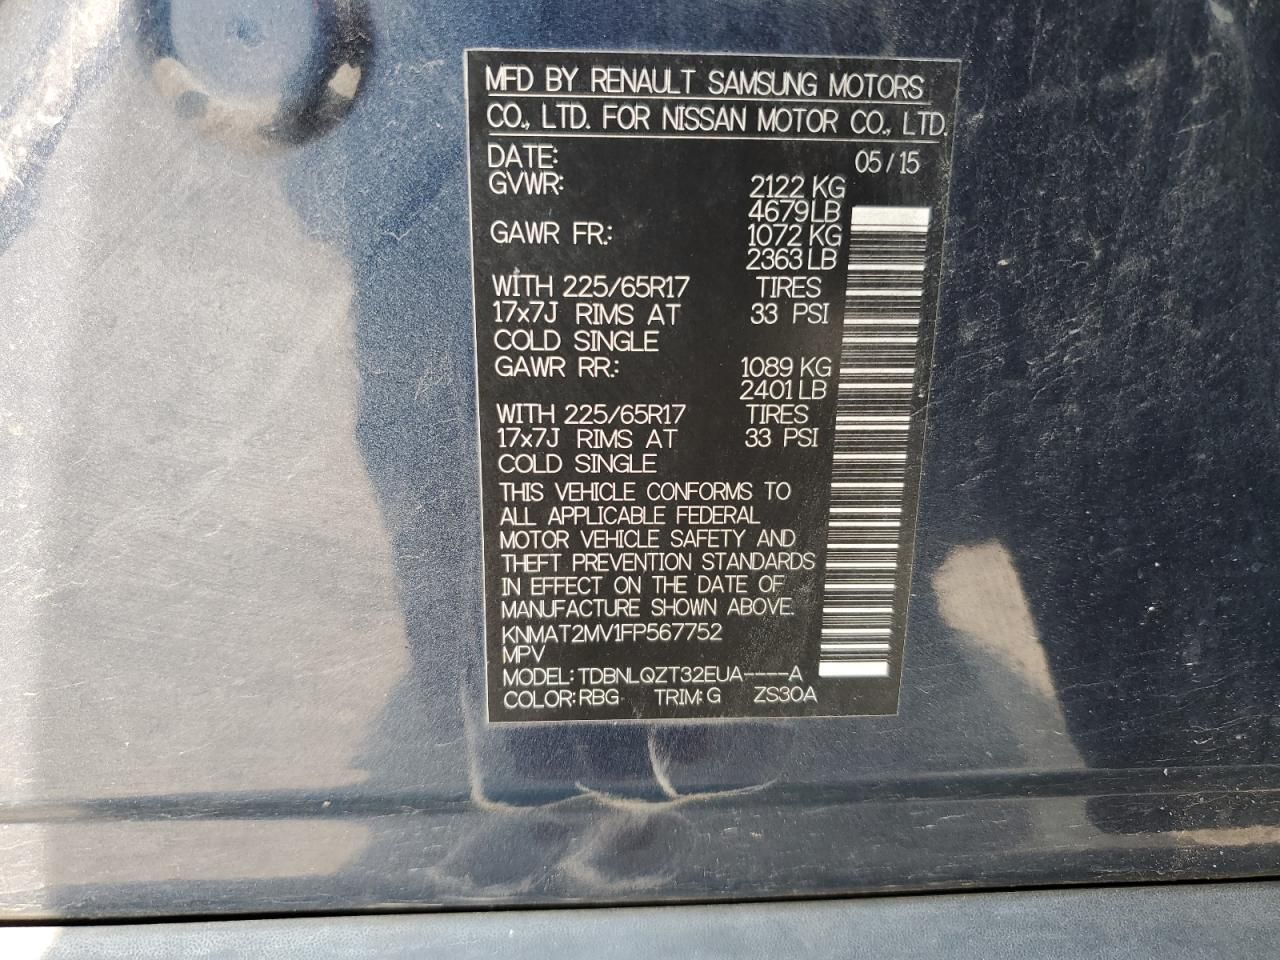 MFD BY RENAULT SAMSUNG MOTORS
CO., LTD. FOR NISSAN MOTOR CO., LTD.
DATE: 05/15
GVWR: 2122 KG
4679 LB
GAWR FR.: 1072 KG
2363 LB
WITH 225/65R17 TIRES
17x7J RIMS AT 33 PSI
COLD SINGLE
GAWR RR.: 1089 KG
2401 LB
WITH 225/65R17 TIRES
17x7J RIMS AT 33 PSI
COLD SINGLE
THIS VEHICLE CONFORMS TO
ALL APPLICABLE FEDERAL
MOTOR VEHICLE SAFETY AND
THEFT PREVENTION STANDARDS
IN EFFECT ON THE DATE OF
MANUFACTURE SHOWN ABOVE.
KNMAT2MV1FP567752
MPV
MODEL: TDBNLQZT32EUA----A
COLOR: RBG TRIM: G ZS30A